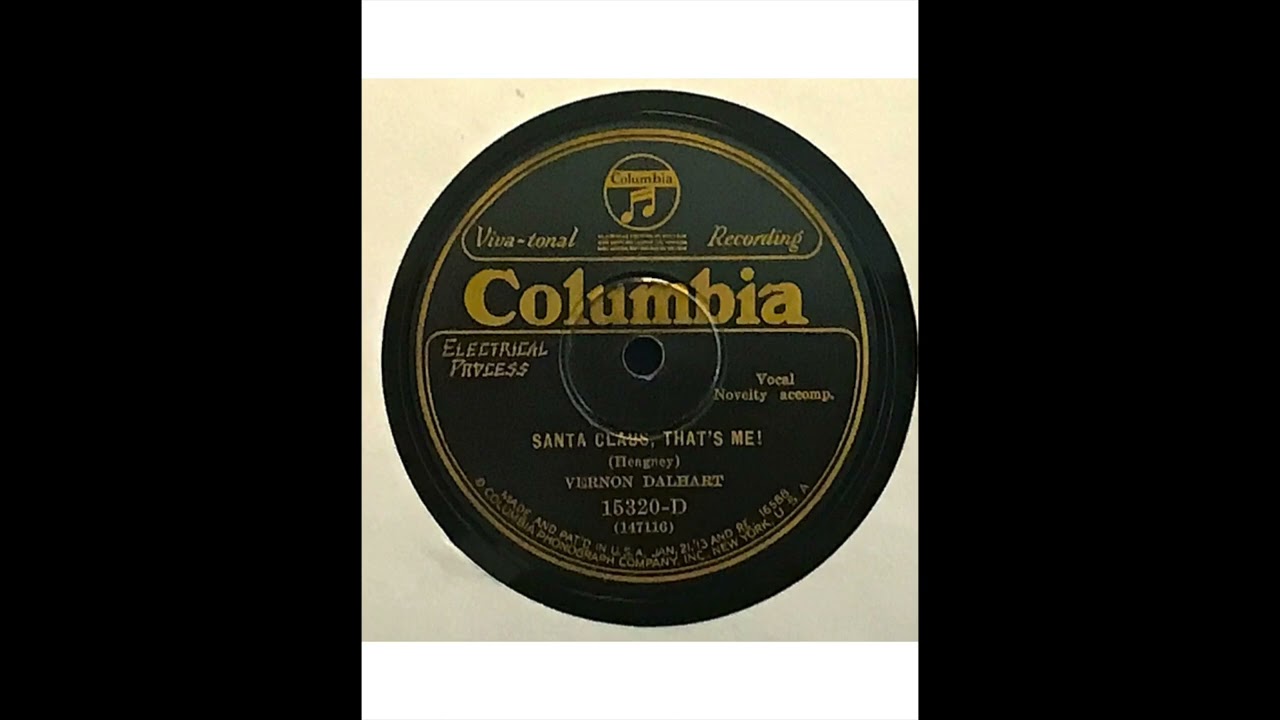 Columbia
Viva-tonal Recording
Columbia
ELECTRICAL
PROCESS
Vocal
Novelty accomp.
SANTA CLAUS, THAT'S ME!
(Hengney)
VERNON DALHART
15320-D
(147116)
MADE AND PAT'D IN U.S.A. JAN. 21, '13 AND RE. 16588
© COLUMBIA PHONOGRAPH COMPANY, INC. NEW YORK, U S A